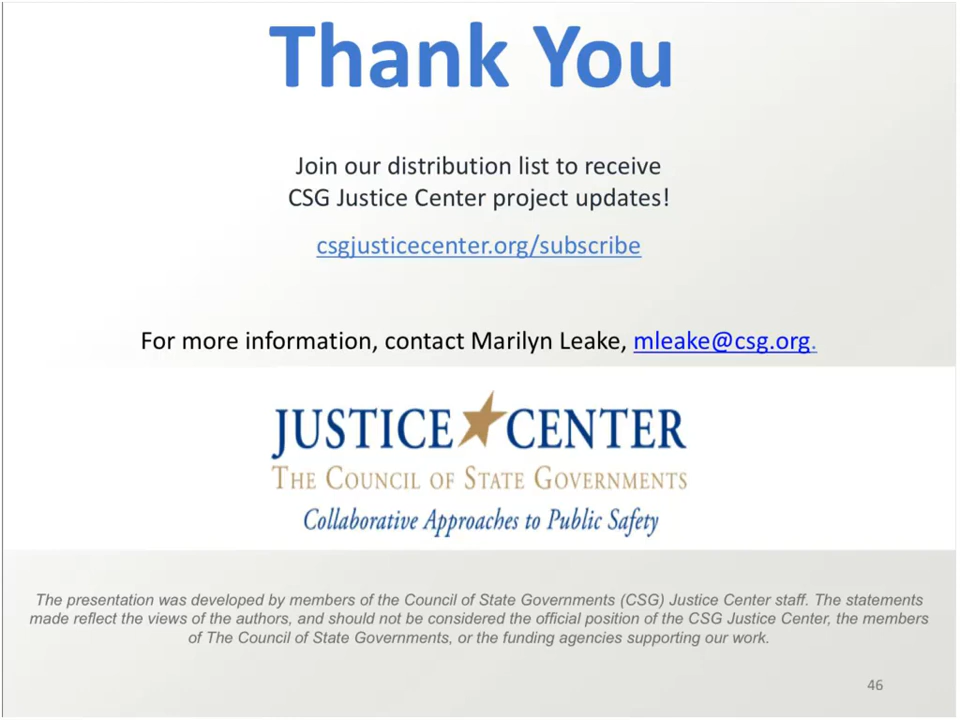 Thank You
Join our distribution list to receive
CSG Justice Center project updates!
csgjusticecenter.org/subscribe
For more information, contact Marilyn Leake, mleake@csg.org.
JUSTICE CENTER
THE COUNCIL OF STATE GOVERNMENTS
Collaborative Approaches to Public Safety
The presentation was developed by members of the Council of State Governments (CSG) Justice Center staff. The statements
made reflect the views of the authors, and should not be considered the official position of the CSG Justice Center, the members
of The Council of State Governments, or the funding agencies supporting our work.
46